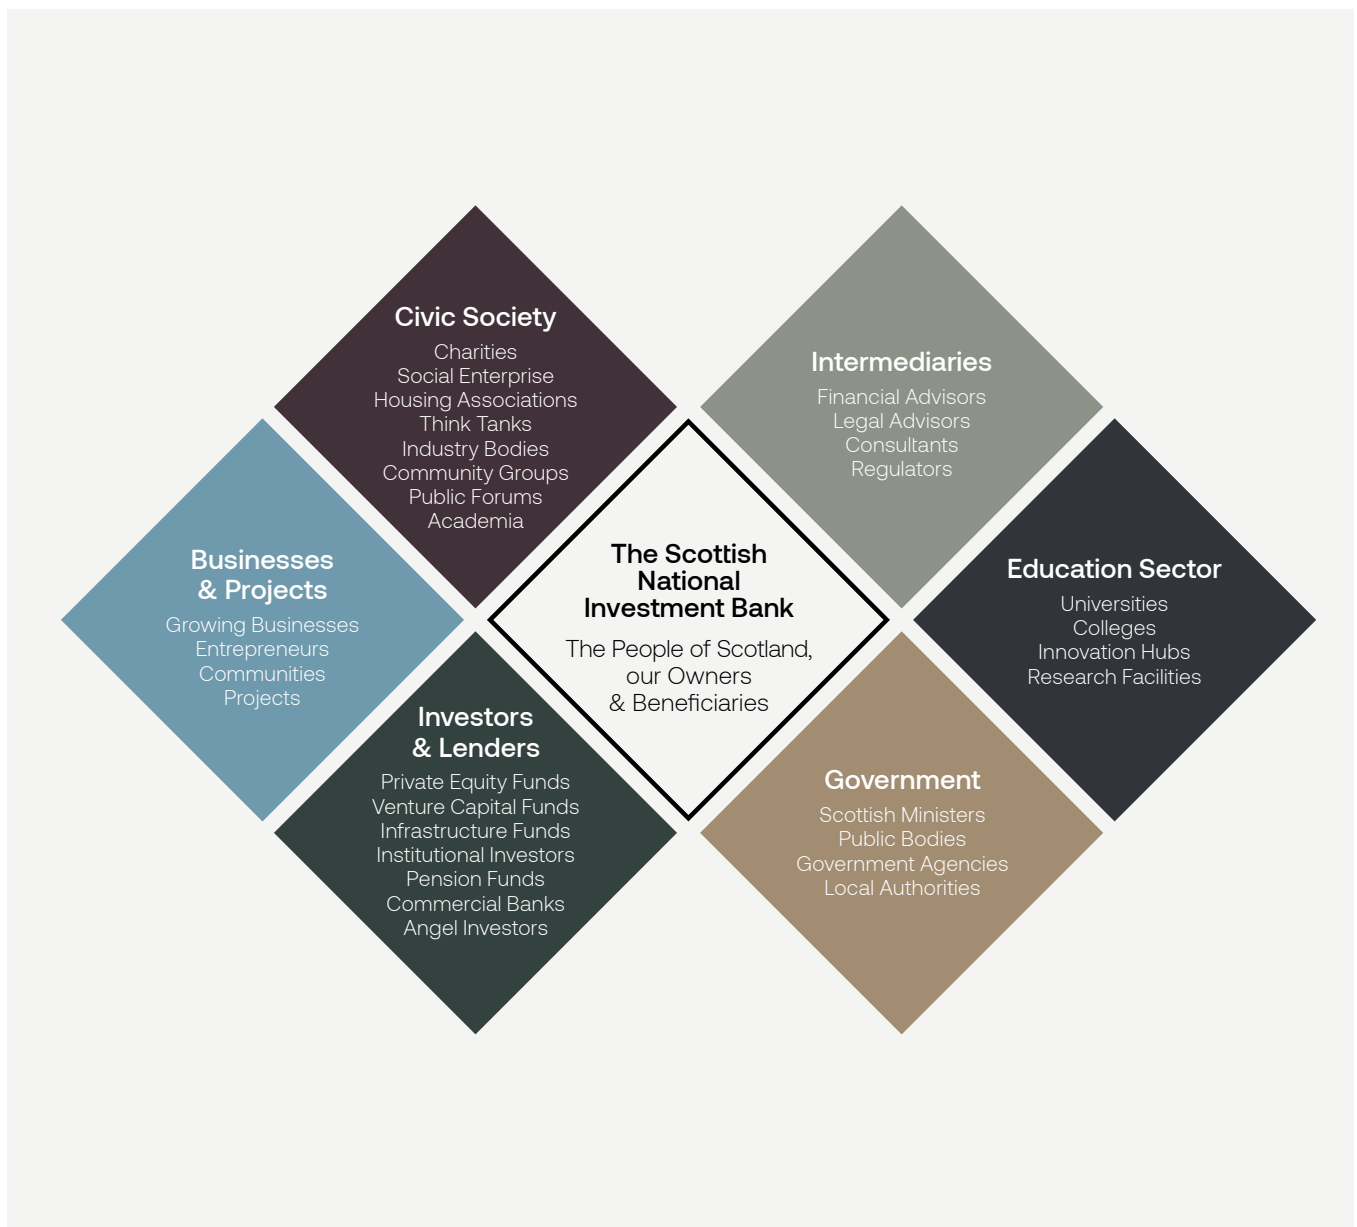 Civic Society
Charities
Social Enterprise
Housing Associations
Think Tanks
Industry Bodies
Community Groups
Public Forums
Academia
Intermediaries
Financial Advisors
Legal Advisors
Consultants
Regulators
Businesses
& Projects
Growing Businesses
Entrepreneurs
Communities
Projects
The Scottish
National
Investment Bank
The People of Scotland,
our Owners
& Beneficiaries
Education Sector
Universities
Colleges
Innovation Hubs
Research Facilities
Investors
& Lenders
Private Equity Funds
Venture Capital Funds
Infrastructure Funds
Institutional Investors
Pension Funds
Commercial Banks
Angel Investors
Government
Scottish Ministers
Public Bodies
Government Agencies
Local Authorities